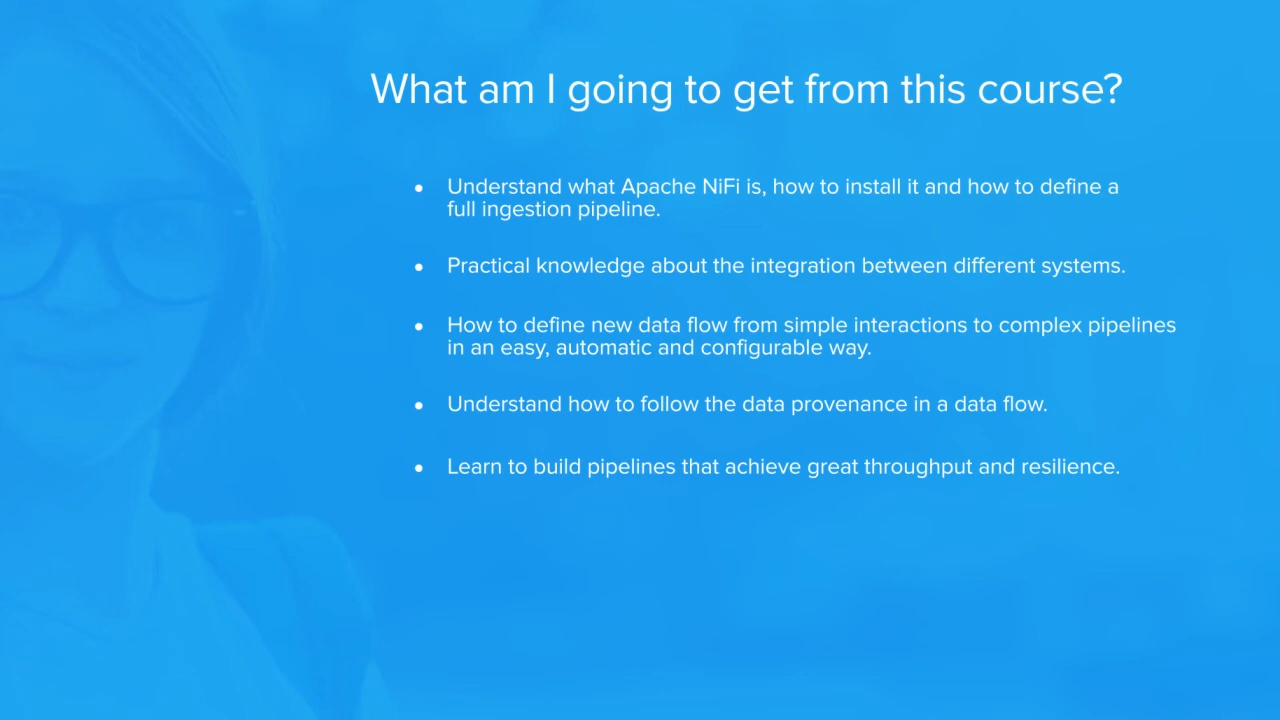 What am I going to get from this course?
• Understand what Apache NiFi is, how to install it and how to define a
full ingestion pipeline.
• Practical knowledge about the integration between different systems.
• How to define new data flow from simple interactions to complex pipelines
in an easy, automatic and configurable way.
• Understand how to follow the data provenance in a data flow.
• Learn to build pipelines that achieve great throughput and resilience.